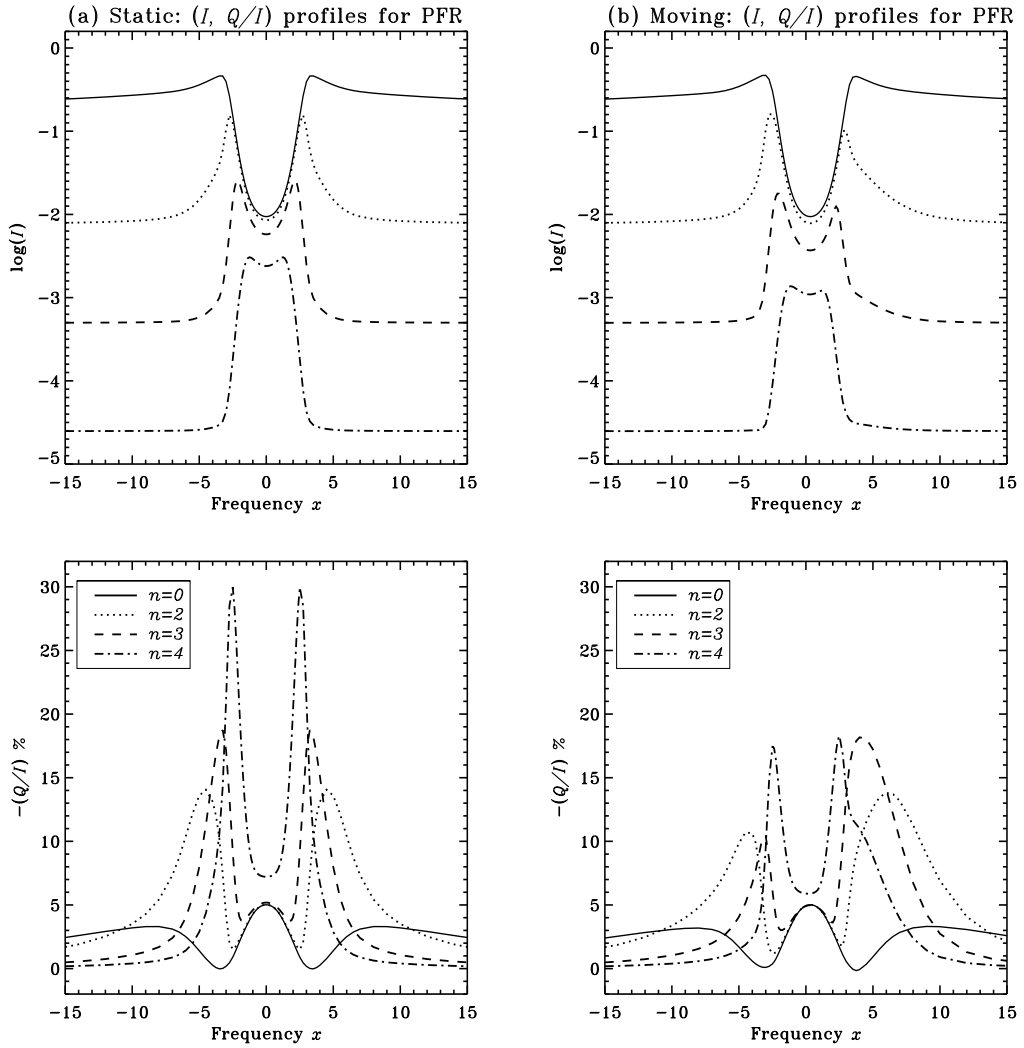 (a) Static: (I, Q/I) profiles for PFR
0
−1
−2
−3
−4
−5
log(I)
−15 −10 −5 0 5 10 15
Frequency x
(b) Moving: (I, Q/I) profiles for PFR
0
−1
−2
−3
−4
−5
log(I)
−15 −10 −5 0 5 10 15
Frequency x
30
25
20
15
10
5
0
−(Q/I) %
n=0
n=2
n=3
n=4
−15 −10 −5 0 5 10 15
Frequency x
30
25
20
15
10
5
0
−(Q/I) %
n=0
n=2
n=3
n=4
−15 −10 −5 0 5 10 15
Frequency x